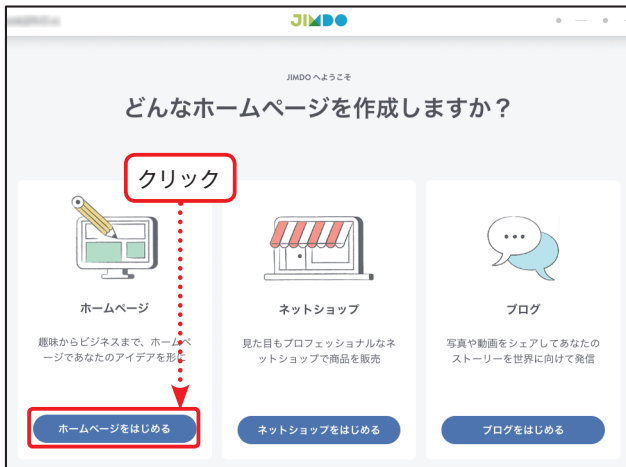 JIMDO
JIMDOへようこそ
どんなホームページを作成しますか？
クリック
ホームページ
趣味からビジネスまで、ホームペ
ージであなたのアイデアを形に
ホームページをはじめる
ネットショップ
見た目もプロフェッショナルなネ
ットショップで商品を販売
ネットショップをはじめる
ブログ
写真や動画をシェアしてあなたの
ストーリーを世界に向けて発信
ブログをはじめる